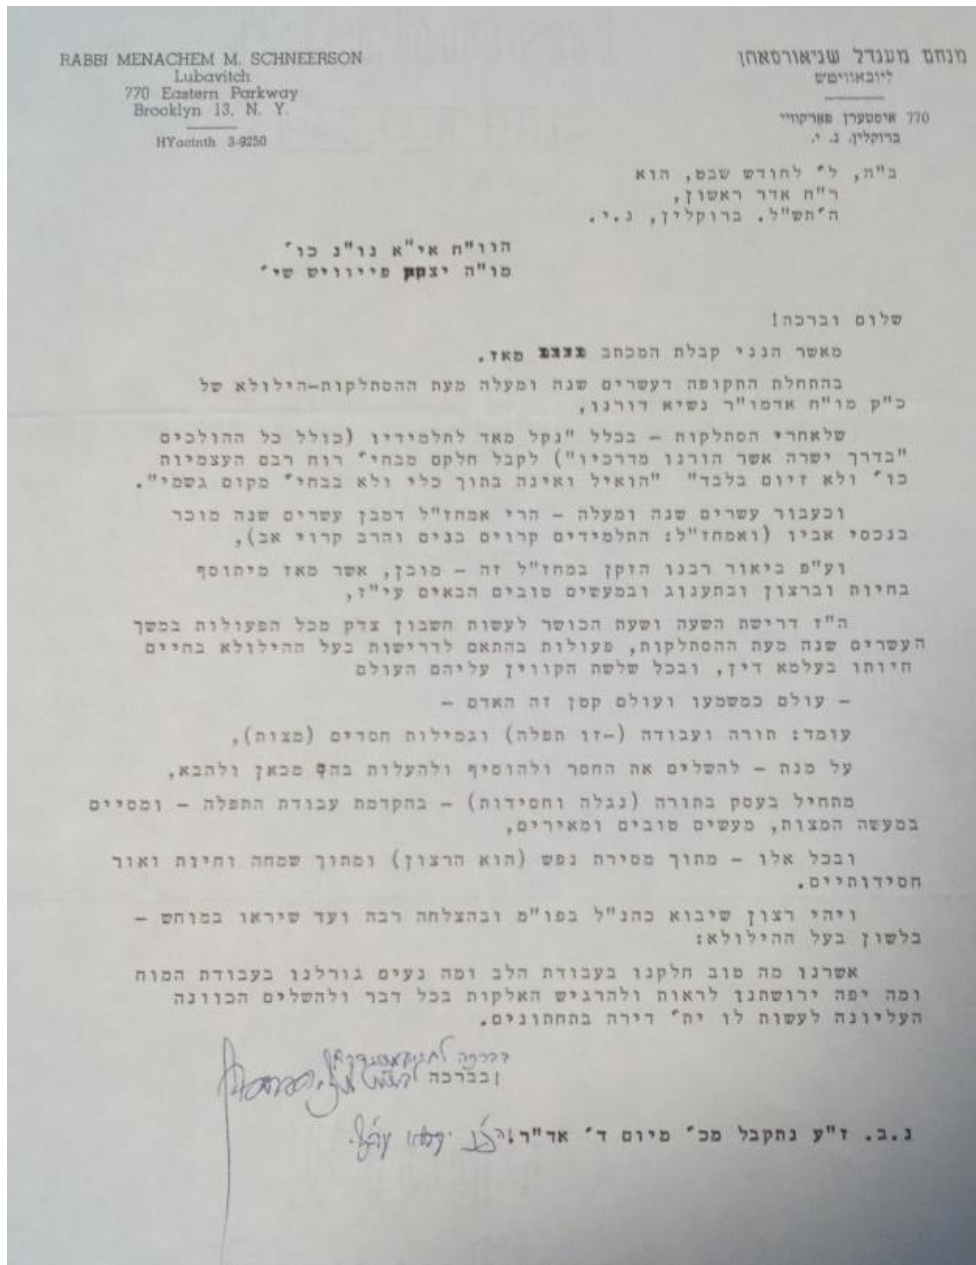 RABBI MENACHEM M. SCHNEERSON
Lubavitch
770 Eastern Parkway
Brooklyn 13, N. Y.
HYacinth 3-9250
מנחם מענדל שניאורסאהן
ליובאוויטש
770 איסטערן פארקוויי
ברוקלין. נ. י.
ב"ה, ל' לחודש שבט, הוא
ר"ח אדר ראשון,
ה'תש"ל. ברוקלין, נ.י.
הוו"ח אי"א נו"נ כו'
מו"ה יצחק פייוויש שי'
שלום וברכה!
מאשר הנני קבלת המכתב מאז.
בהתחלת התקופה דעשרים שנה ומעלה מעת ההסתלקות-הילולא של
כ"ק מו"ח אדמו"ר נשיא דורנו,
שלאחרי הסתלקות - בכלל "נקל מאד לתלמידיו (כולל כל ההולכים
"בדרך ישרה אשר הורנו מדרכיו") לקבל חלקם מבחי' רוח רבם העצמיות
כו' ולא זיום בלבד" "הואיל ואינה בתוך כלי ולא בבחי' מקום גשמי".
וכעבור עשרים שנה ומעלה - הרי אמחז"ל דמבן עשרים שנה מוכר
בנכסי אביו (ואמחז"ל: התלמידים קרוים בנים והרב קרוי אב),
ועי"פ ביאור רבנו הזקן במחז"ל זה - מובן, אשר מאז מיתוסף
בחיות וברצון ובתענוג ובמעשים טובים הבאים עי"ז,
ה"ז דרישת השעה ושעת הכושר לעשות חשבון צדק מכל הפעולות במשך
העשרים שנה מעת ההסתלקות, פעולות בהתאם לדרישות בעל ההילולא בחיים
חיותו בעלמא דין, ובכל שלשת הקווין עליהם העולם
- עולם כמשמעו ועולם קטן זה האדם -
עומד: תורה ועבודה (-זו תפלה) וגמילות חסדים (מצות),
על מנת - להשלים את החסר ולהוסיף ולהעלות בהם מכאן ולהבא,
מתחיל בעסק בתורה (נגלה וחסידות) - בהקדמת עבודת התפלה - ומסיים
במעשה המצות, מעשים טובים ומאירים,
ובכל אלו - מתוך מסירת נפש (הוא הרצון) ומתוך שמחה וחיות ואור
חסידותיים.
ויהי רצון שיבוא כהנ"ל בפו"מ ובהצלחה רבה ועד שיראו במוחש -
בלשון בעל ההילולא:
אשרנו מה טוב חלקנו בעבודת הלב ומה נעים גורלנו בעבודת המוח
ומה יפה ירושתנו לראות ולהרגיש האלקות בכל דבר ולהשלים הכוונה
העליונה לעשות לו ית' דירה בתחתונים.
בברכה
נ.ב. ז"ע נתקבל מכ' מיום ד' אד"ר